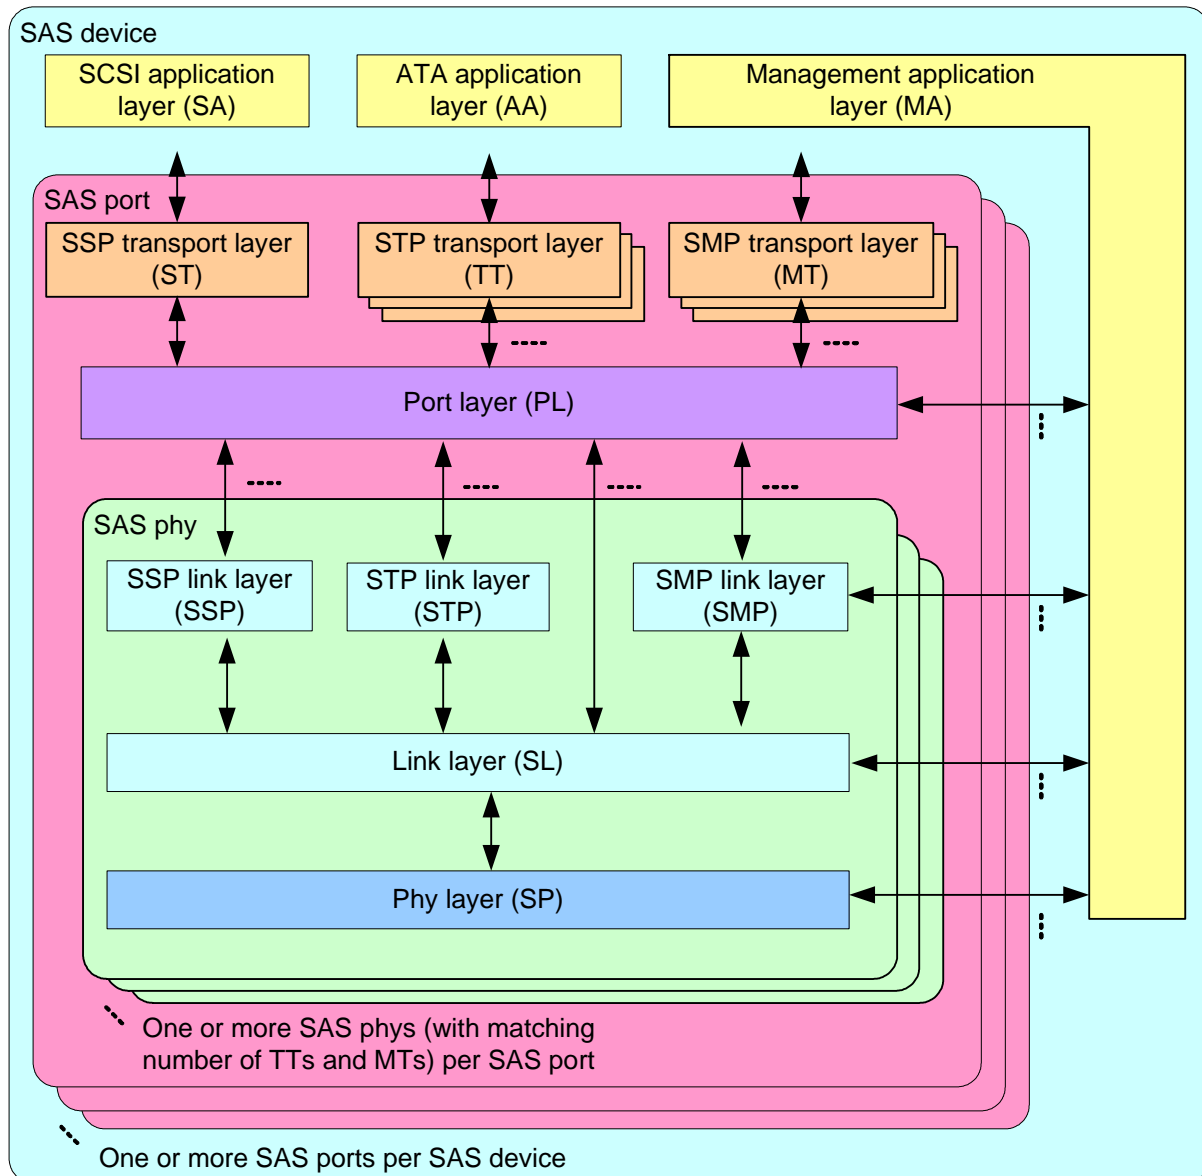 SAS device
SCSI application
layer (SA)
ATA application
layer (AA)
Management application
layer (MA)
SAS port
SSP transport layer
(ST)
STP transport layer
(TT)
SMP transport layer
(MT)
Port layer (PL)
SAS phy
SSP link layer
(SSP)
STP link layer
(STP)
SMP link layer
(SMP)
Link layer (SL)
Phy layer (SP)
One or more SAS phys (with matching
number of TTs and MTs) per SAS port
One or more SAS ports per SAS device